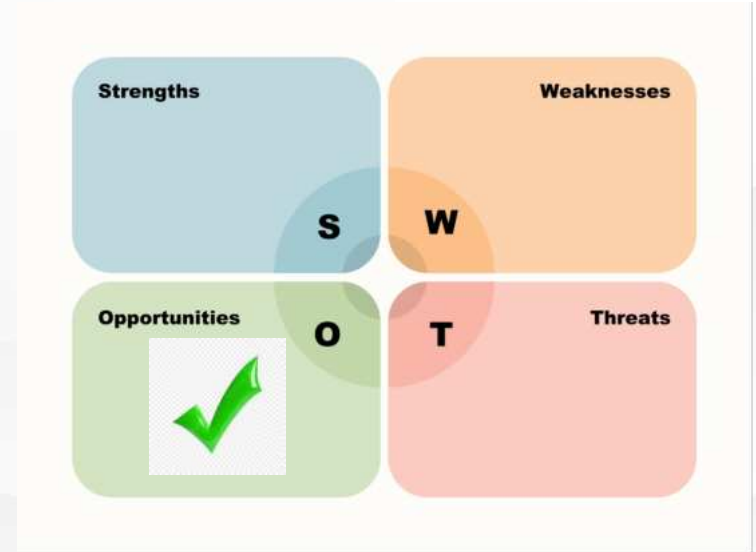 Strengths
Weaknesses
S
W
Opportunities
Threats
O
T